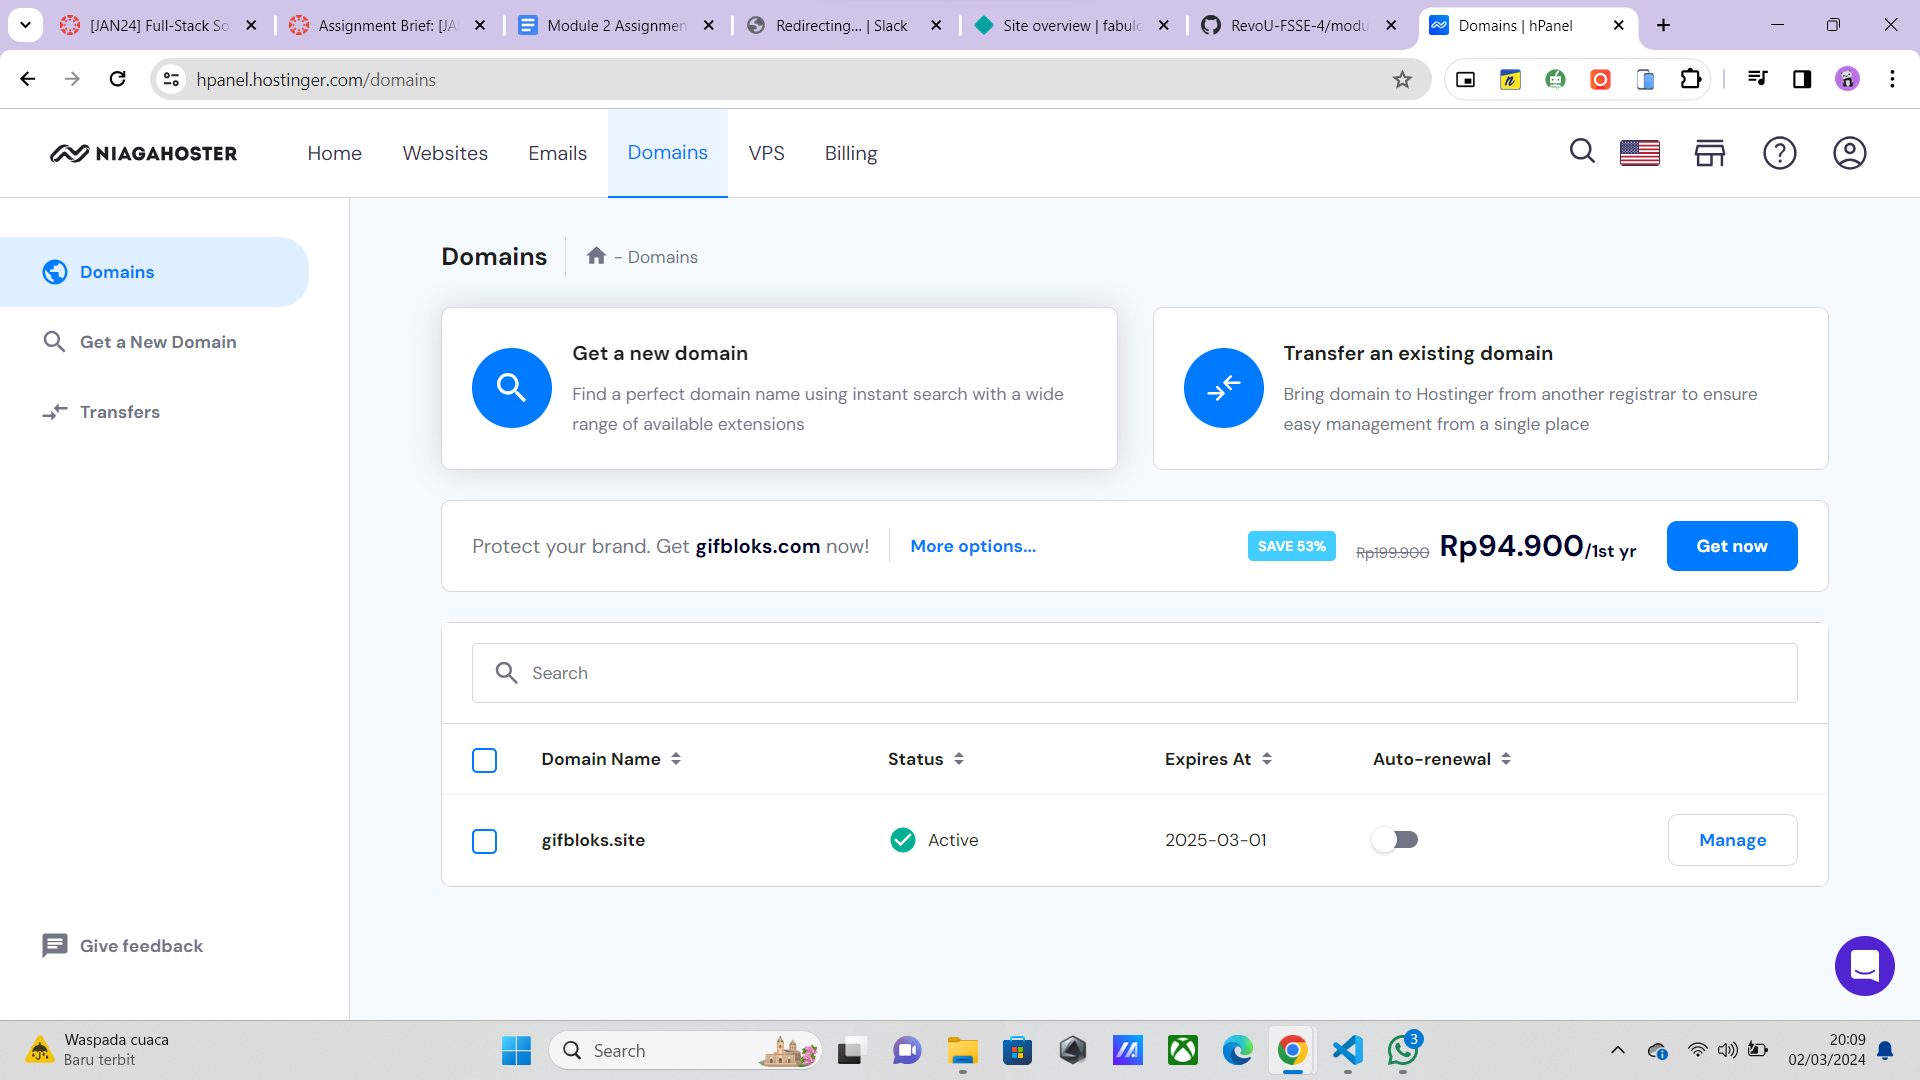 [JAN24] Full-Stack So
Assignment Brief: [JA
Module 2 Assignmen
Redirecting... | Slack
Site overview | fabulo
RevoU-FSSE-4/modu
Domains | hPanel
hpanel.hostinger.com/domains
NIAGAHOSTER
Home
Websites
Emails
Domains
VPS
Billing
Domains
Get a New Domain
Transfers
Give feedback
Domains
- Domains
Get a new domain
Find a perfect domain name using instant search with a wide
range of available extensions
Transfer an existing domain
Bring domain to Hostinger from another registrar to ensure
easy management from a single place
Protect your brand. Get gifbloks.com now!
More options...
SAVE 53%
Rp199.900
Rp94.900/1st yr
Get now
Search
Domain Name
Status
Expires At
Auto-renewal
gifbloks.site
Active
2025-03-01
Manage
Waspada cuaca
Baru terbit
Search
3
20:09
02/03/2024